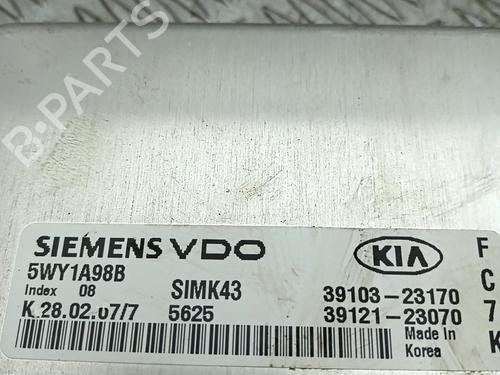 B-PARTS
SIEMENS VDO KIA F
5WY1A98B C
Index 08 SIMK43 39103-23170 7
K 28.02.07/7 5625 39121-23070 K
Made in
Korea